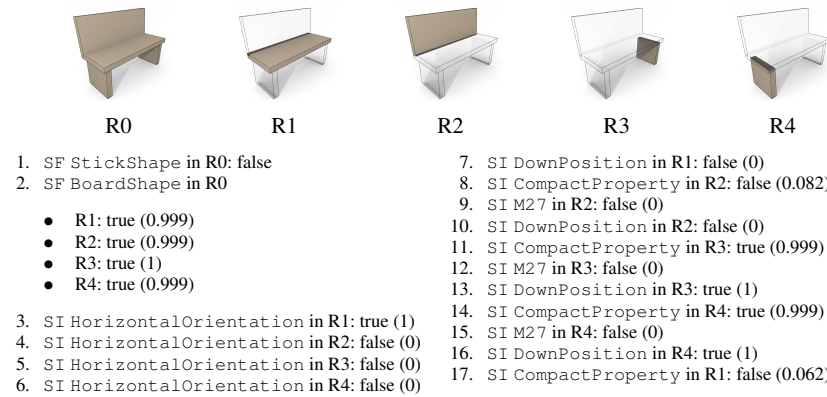 R0 R1 R2 R3 R4
1. SF StickShape in R0: false
2. SF BoardShape in R0
● R1: true (0.999)
● R2: true (0.999)
● R3: true (1)
● R4: true (0.999)
3. SI HorizontalOrientation in R1: true (1)
4. SI HorizontalOrientation in R2: false (0)
5. SI HorizontalOrientation in R3: false (0)
6. SI HorizontalOrientation in R4: false (0)
7. SI DownPosition in R1: false (0)
8. SI CompactProperty in R2: false (0.082)
9. SI M27 in R2: false (0)
10. SI DownPosition in R2: false (0)
11. SI CompactProperty in R3: true (0.999)
12. SI M27 in R3: false (0)
13. SI DownPosition in R3: true (1)
14. SI CompactProperty in R4: true (0.999)
15. SI M27 in R4: false (0)
16. SI DownPosition in R4: true (1)
17. SI CompactProperty in R1: false (0.062)